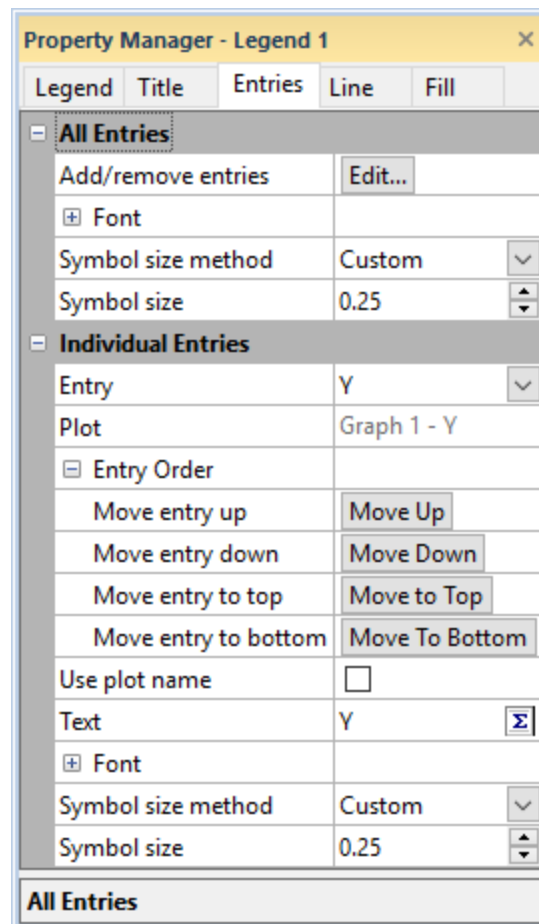 Property Manager - Legend 1
Legend Title Entries Line Fill
All Entries
Add/remove entries Edit...
Font
Symbol size method Custom
Symbol size 0.25
Individual Entries
Entry Y
Plot Graph 1 - Y
Entry Order
Move entry up Move Up
Move entry down Move Down
Move entry to top Move to Top
Move entry to bottom Move To Bottom
Use plot name
Text Y Σ
Font
Symbol size method Custom
Symbol size 0.25
All Entries